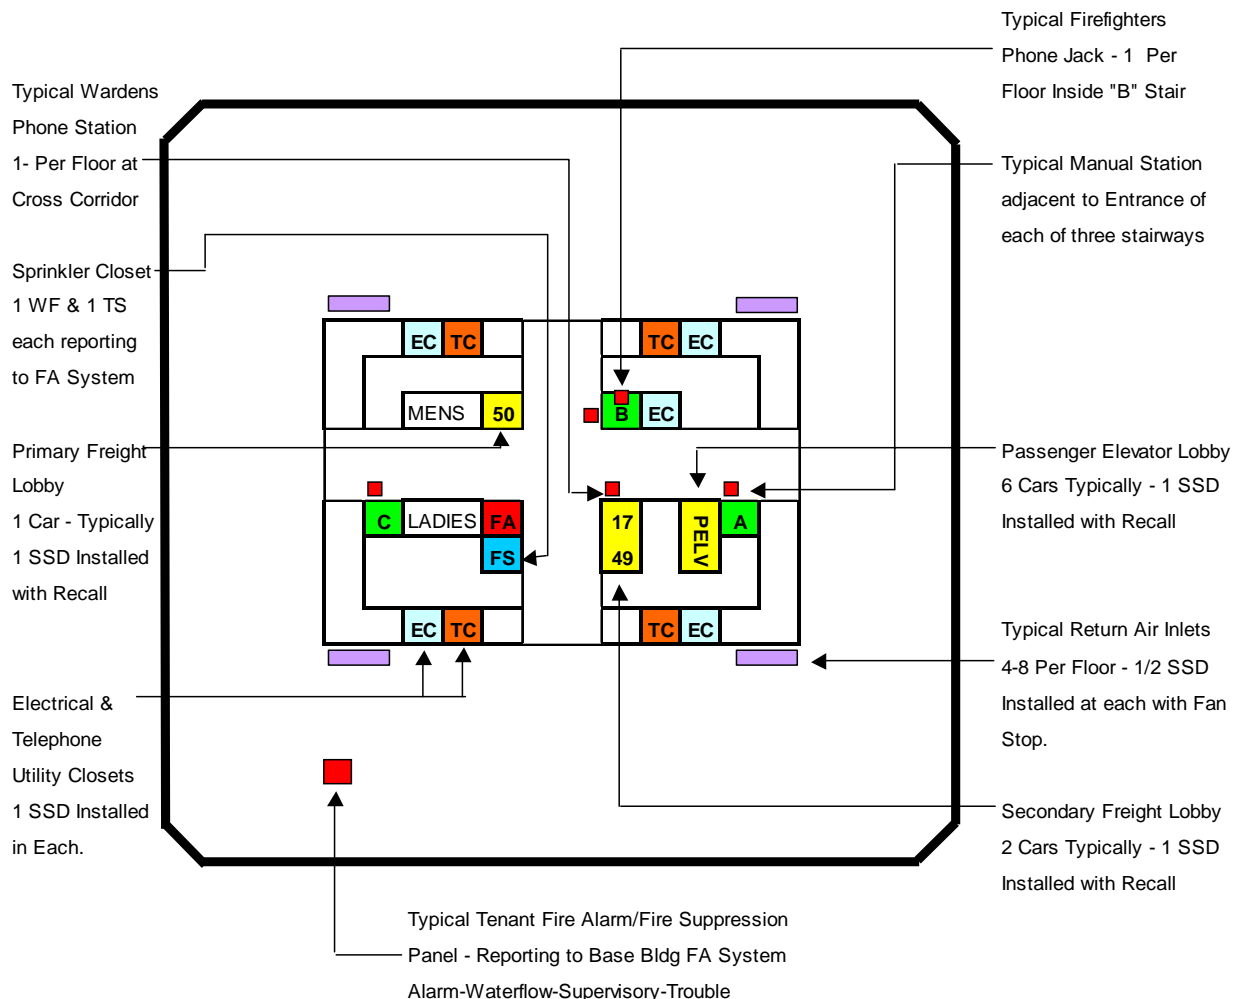 Typical Firefighters
Phone Jack - 1 Per
Floor Inside "B" Stair
Typical Wardens
Phone Station
1- Per Floor at
Cross Corridor
Typical Manual Station
adjacent to Entrance of
each of three stairways
Sprinkler Closet
1 WF & 1 TS
each reporting
to FA System
EC TC
TC EC
MENS 50
B EC
Primary Freight
Lobby
1 Car - Typically
1 SSD Installed
with Recall
Passenger Elevator Lobby
6 Cars Typically - 1 SSD
Installed with Recall
C LADIES FA
FS
17
49
PELV
A
EC TC
TC EC
Typical Return Air Inlets
4-8 Per Floor - 1/2 SSD
Installed at each with Fan
Stop.
Electrical &
Telephone
Utility Closets
1 SSD Installed
in Each.
Secondary Freight Lobby
2 Cars Typically - 1 SSD
Installed with Recall
Typical Tenant Fire Alarm/Fire Suppression
Panel - Reporting to Base Bldg FA System
Alarm-Waterflow-Supervisory-Trouble